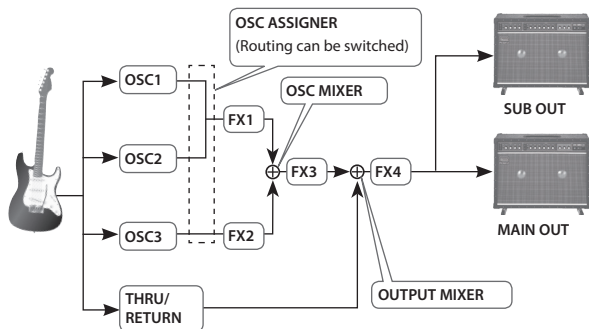 OSC ASSIGNER
(Routing can be switched)
OSC1
OSC MIXER
SUB OUT
FX1
OSC2
FX3
FX4
OSC3
FX2
MAIN OUT
THRU/
RETURN
OUTPUT MIXER